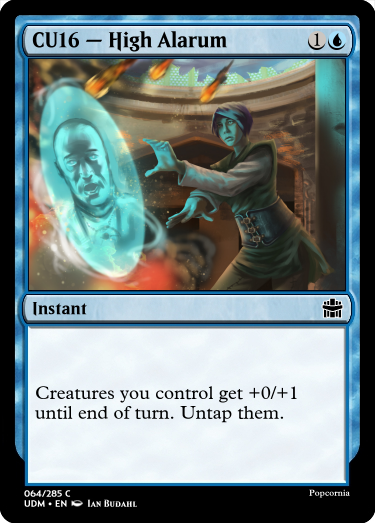 CU16 — High Alarum 1
Instant
Creatures you control get +0/+1
until end of turn. Untap them.
064/285 C Popcornia
UDM • EN Ian Budahl